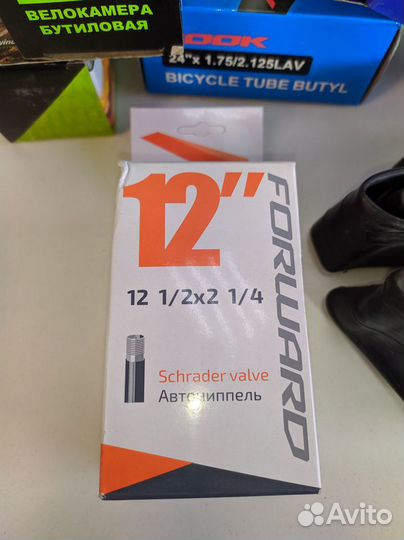 ВЕЛОКАМЕРА
БУТИЛОВАЯ
24"x 1.75/2.125LAV
BICYCLE TUBE BUTYL
12"
FORWARD
12 1/2x2 1/4
Schrader valve
Автониппель
Avito